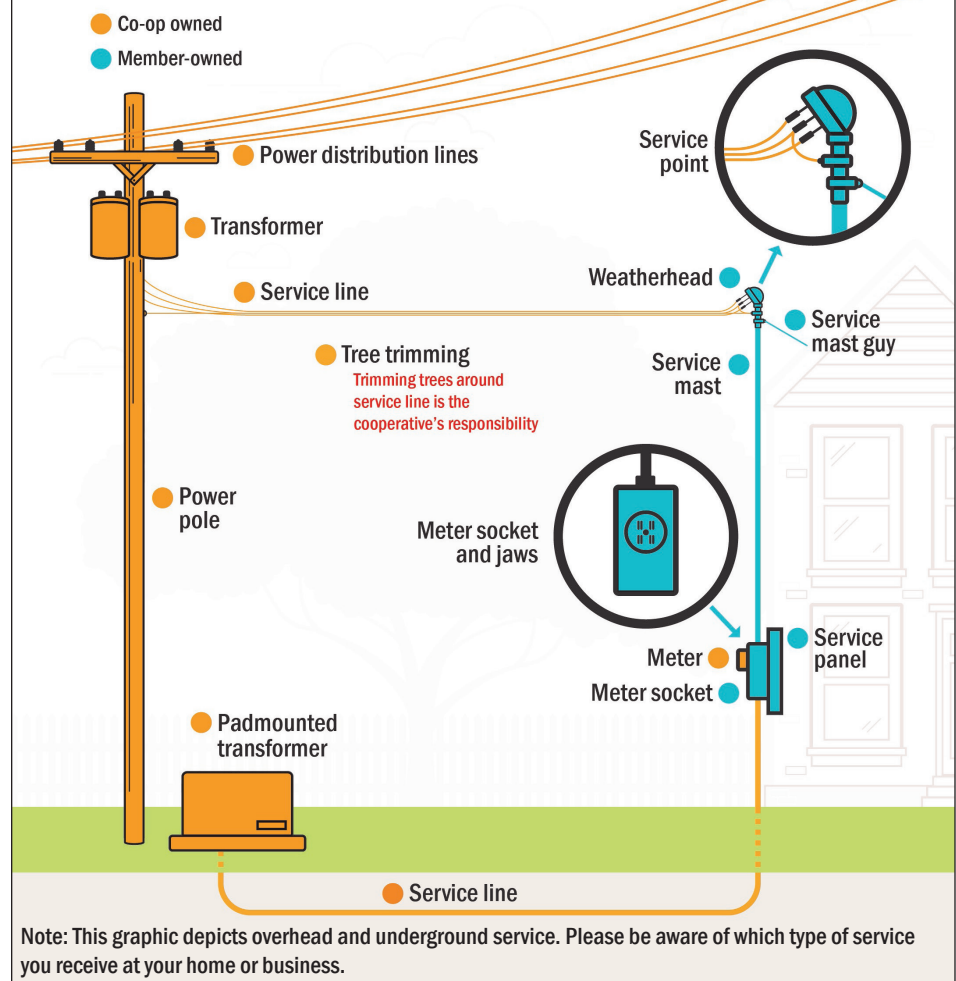 Co-op owned
Member-owned
Power distribution lines
Service
point
Transformer
Weatherhead
Service line
Service
mast guy
Tree trimming
Trimming trees around
service line is the
cooperative's responsibility
Service
mast
Power
pole
Meter socket
and jaws
Service
panel
Meter
Meter socket
Padmounted
transformer
Service line
Note: This graphic depicts overhead and underground service. Please be aware of which type of service
you receive at your home or business.